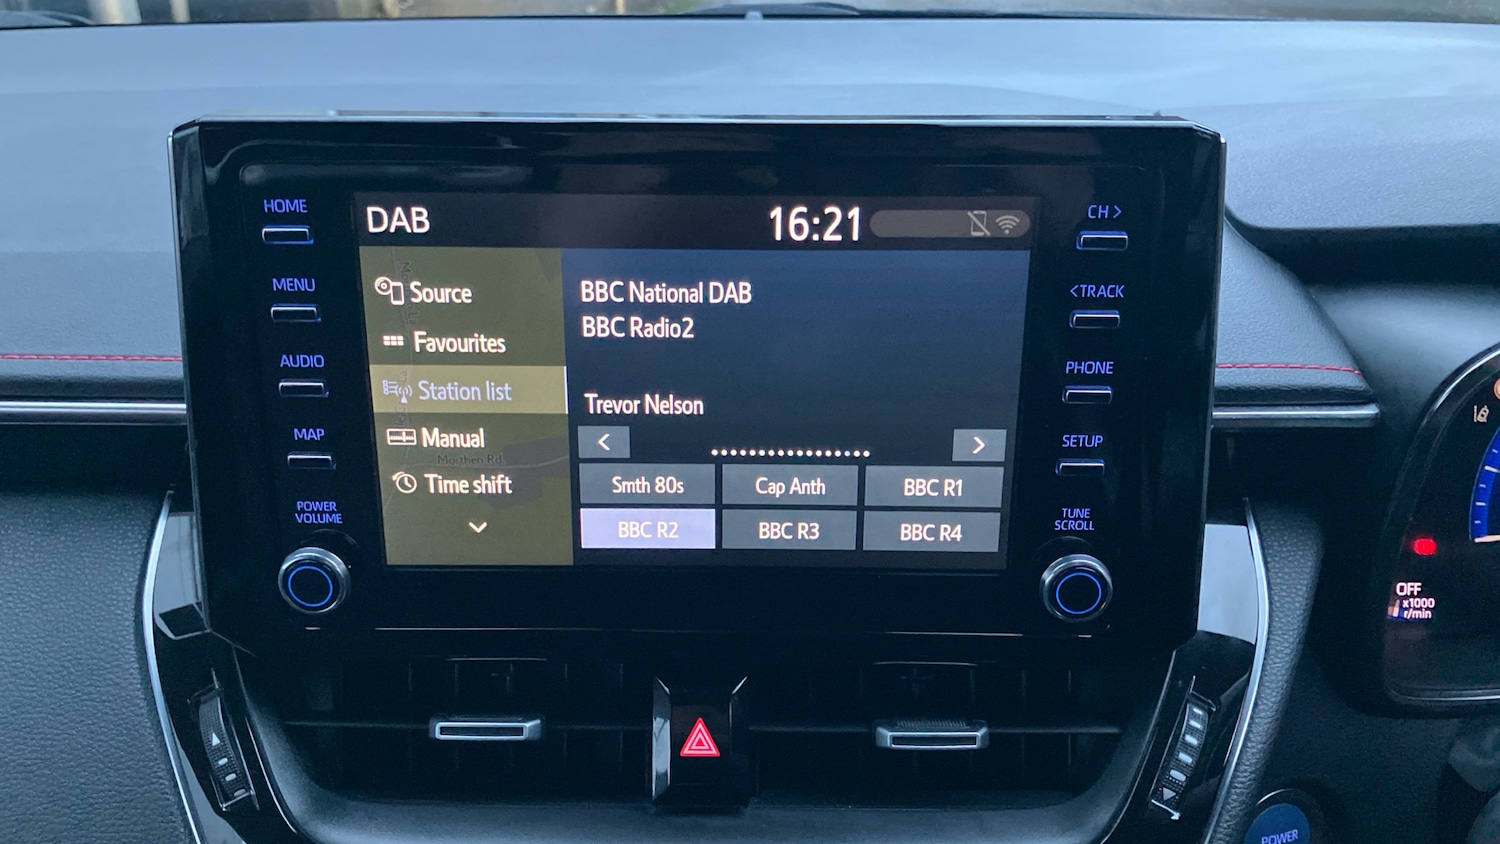 DAB 16:21
HOME
MENU
AUDIO
MAP
POWER
VOLUME
Source
Favourites
Station list
Manual
Morthen Rd
Time shift
BBC National DAB
BBC Radio2
Trevor Nelson
< >
Smth 80s Cap Anth BBC R1
BBC R2 BBC R3 BBC R4
CH >
<TRACK
PHONE
SETUP
TUNE
SCROLL
OFF
x1000
r/min
POWER